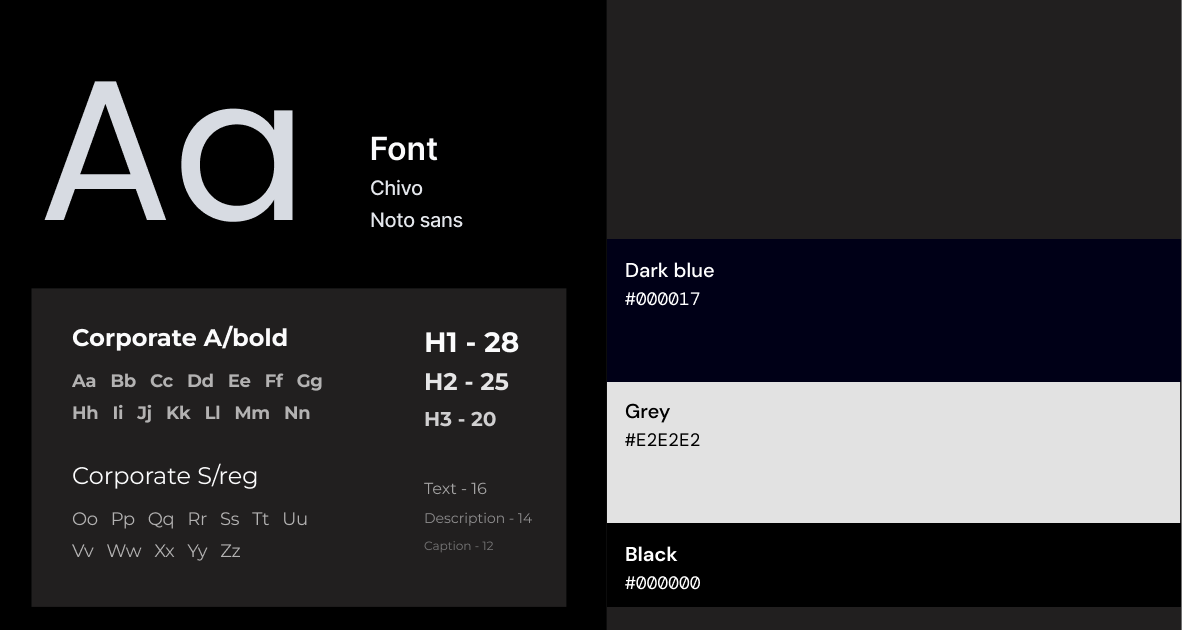 Aa
Font
Chivo
Noto sans
Corporate A/bold
Aa Bb Cc Dd Ee Ff Gg
Hh Ii Jj Kk Ll Mm Nn
Corporate S/reg
Oo Pp Qq Rr Ss Tt Uu
Vv Ww Xx Yy Zz
H1 - 28
H2 - 25
H3 - 20
Text - 16
Description - 14
Caption - 12
Dark blue
#000017
Grey
#E2E2E2
Black
#000000